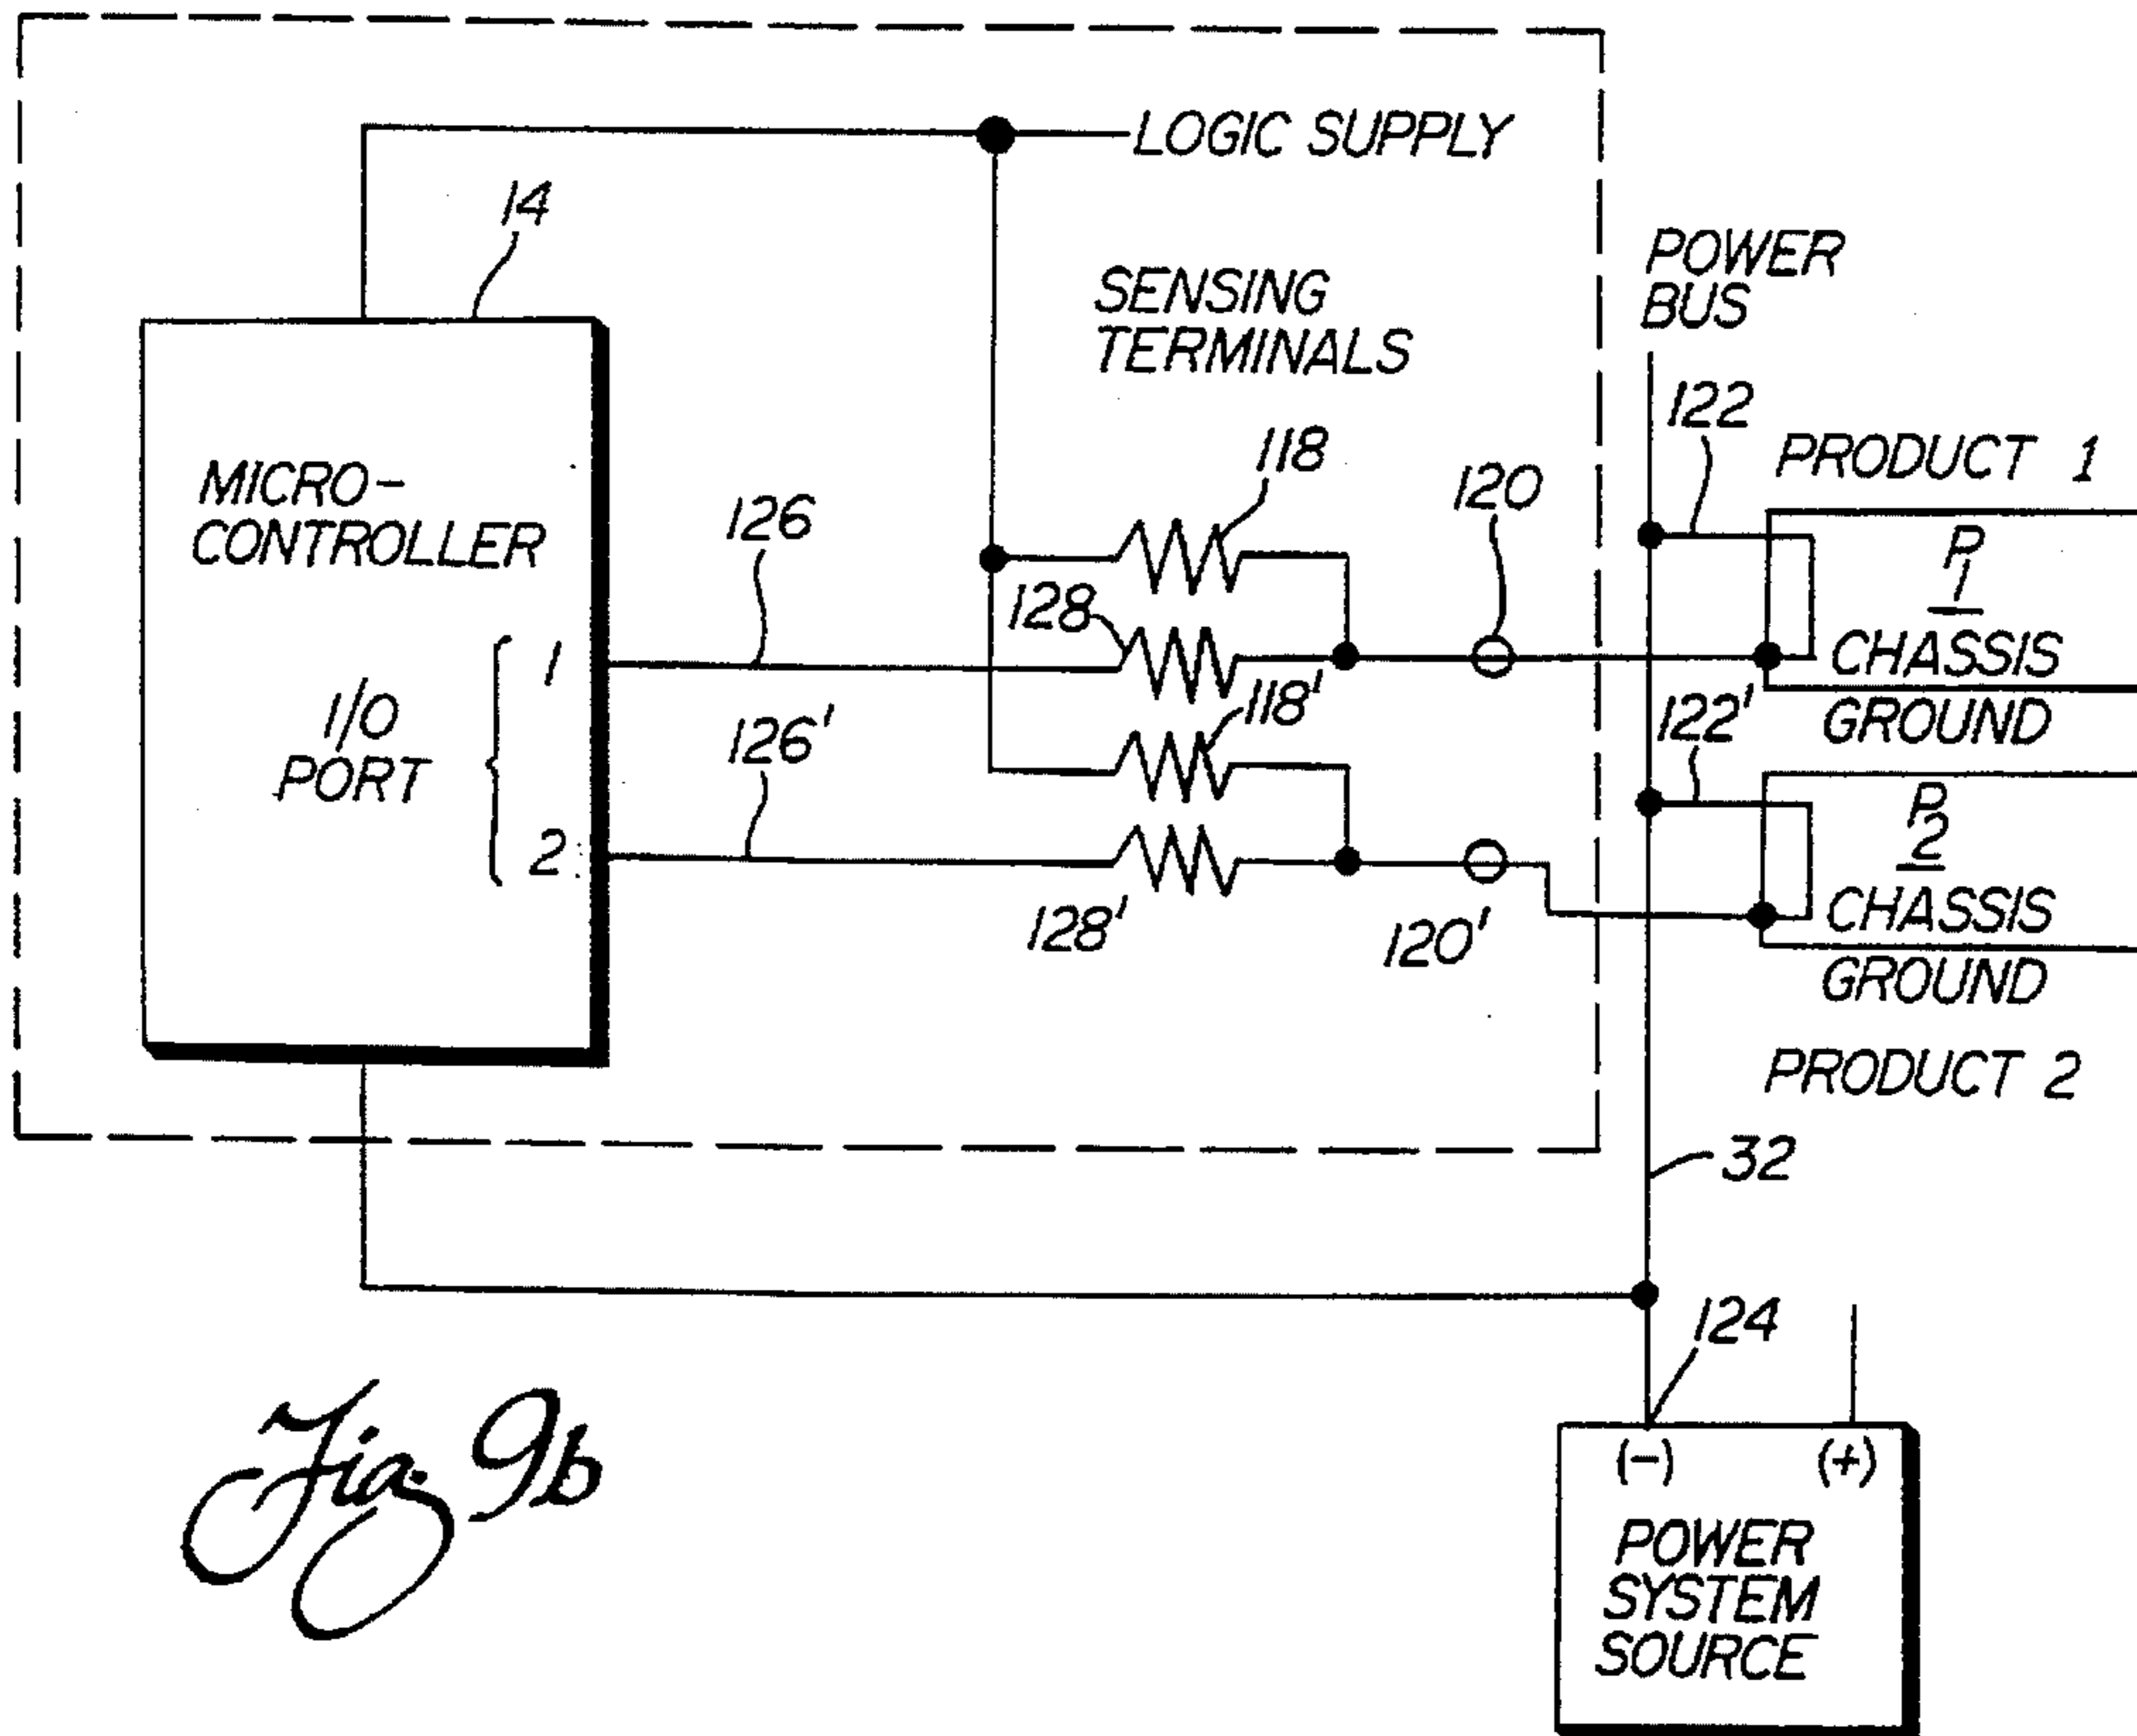 LOGIC SUPPLY
14
SENSING
TERMINALS
POWER
BUS
122
PRODUCT 1
118
120
MICRO-
CONTROLLER
126
128
P
1
CHASSIS
GROUND
1
I/O
PORT
118'
126'
122'
2
P
2
CHASSIS
GROUND
128'
120'
PRODUCT 2
32
124
(-)
(+)
POWER
SYSTEM
SOURCE
Fig. 9b